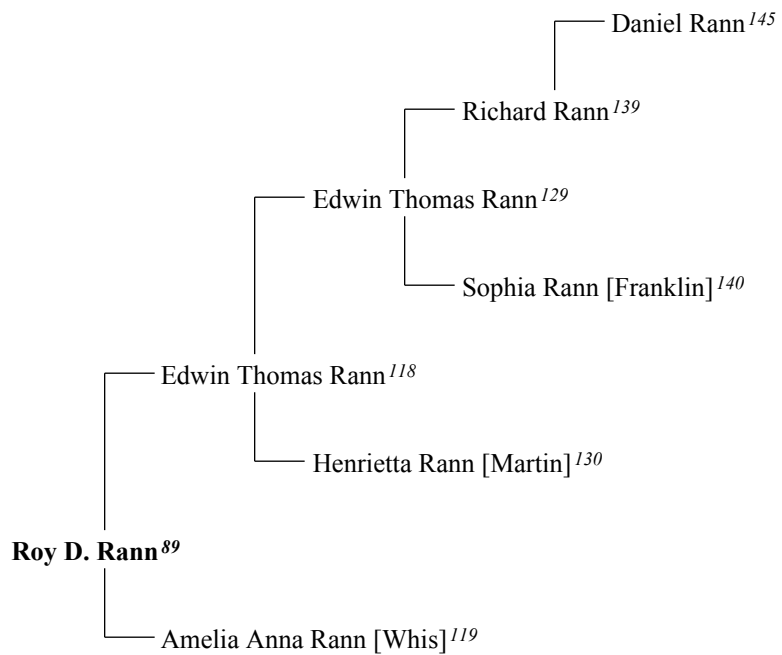 Daniel Rann145
Richard Rann139
Edwin Thomas Rann129
Sophia Rann [Franklin]140
Edwin Thomas Rann118
Henrietta Rann [Martin]130
Roy D. Rann89
Amelia Anna Rann [Whis]119